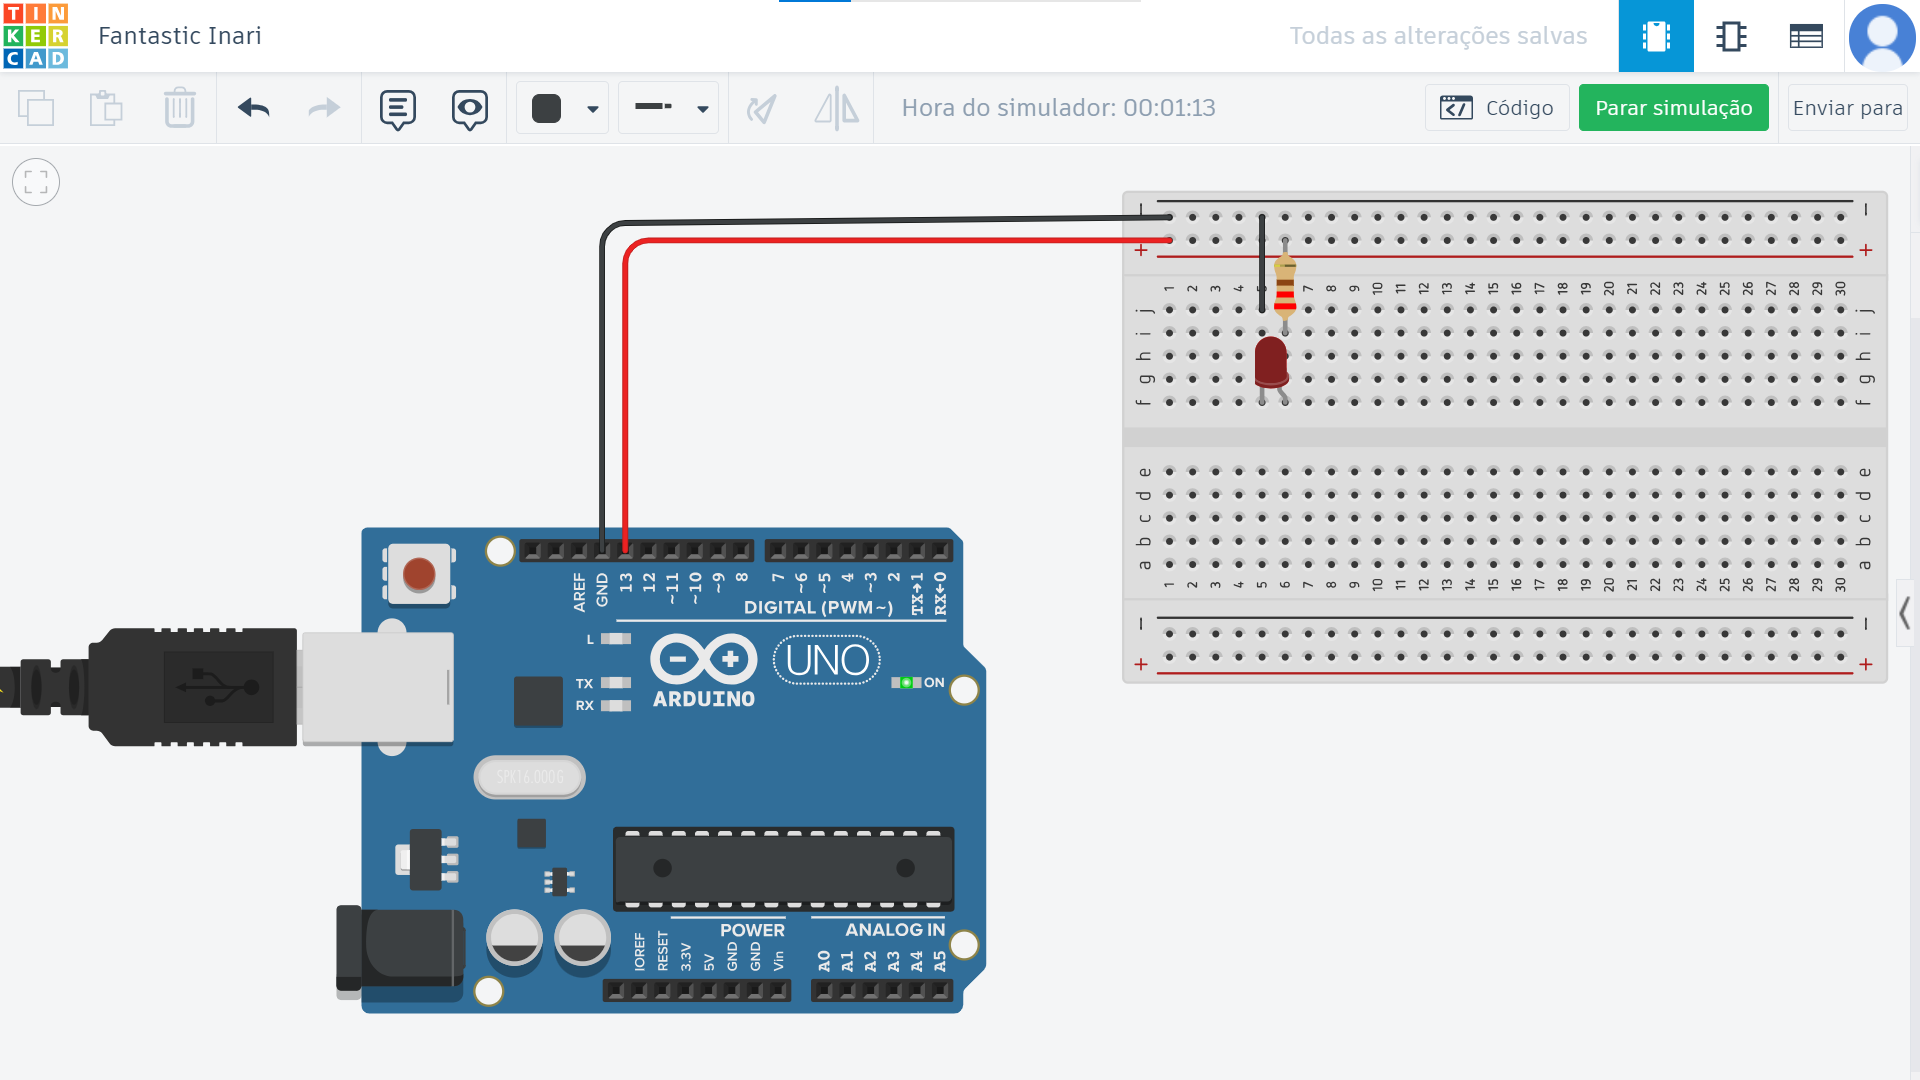 TINKERCAD
Fantastic Inari
Todas as alterações salvas
Hora do simulador: 00:01:13
Código
Parar simulação
Enviar para
1 2 3 4 5 6 7 8 9 10 11 12 13 14 15 16 17 18 19 20 21 22 23 24 25 26 27 28 29 30
j j
i i
h h
g g
f f
e e
d d
c c
b b
a a
1 2 3 4 5 6 7 8 9 10 11 12 13 14 15 16 17 18 19 20 21 22 23 24 25 26 27 28 29 30
AREF GND 13 12 ~11 ~10 ~9 8 7 ~6 ~5 4 ~3 2 TX→1 RX←0
DIGITAL (PWM~)
L
TX
RX
ARDUINO
UNO
ON
SPK16.000G
POWER
ANALOG IN
IOREF RESET 3.3V 5V GND GND Vin A0 A1 A2 A3 A4 A5